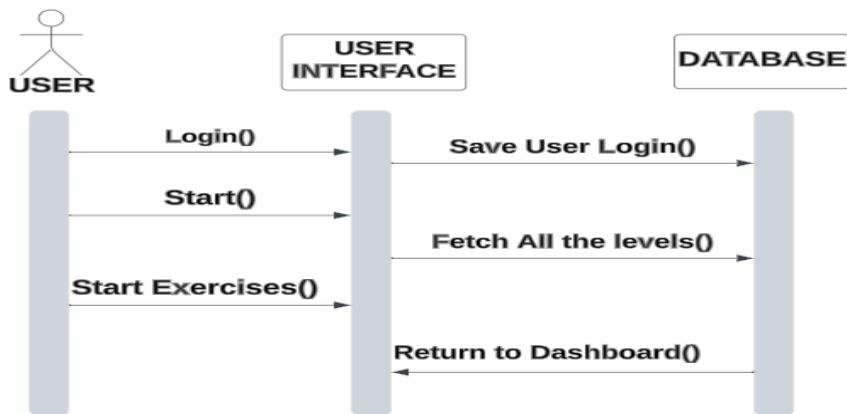 USER
USER
INTERFACE
DATABASE
Login()
Save User Login()
Start()
Fetch All the levels()
Start Exercises()
Return to Dashboard()